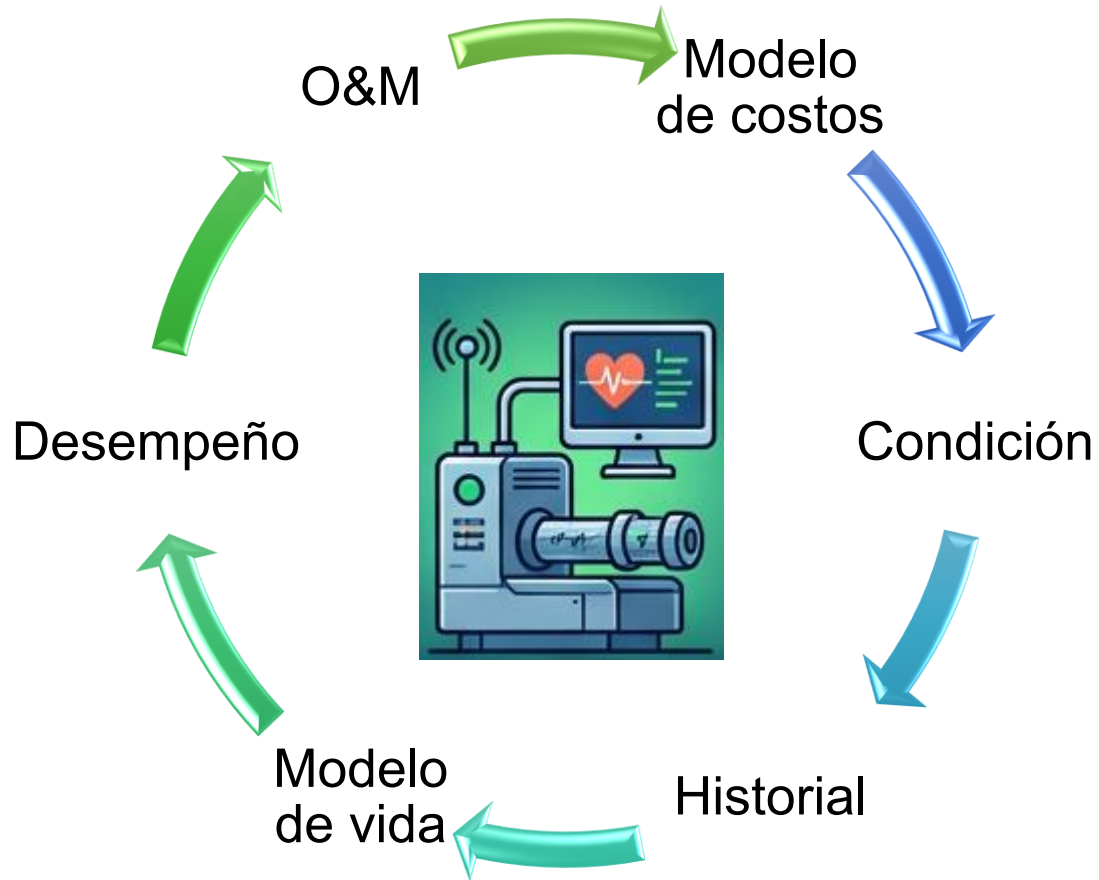 O&M
Modelo
de costos
Condición
Historial
Modelo
de vida
Desempeño